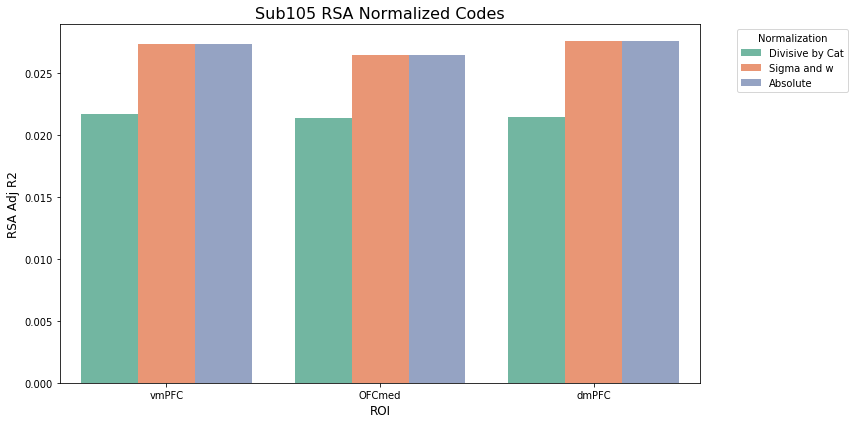 Sub105 RSA Normalized Codes
Normalization
Divisive by Cat
Sigma and w
Absolute
RSA Adj R2
0.025
0.020
0.015
0.010
0.005
0.000
vmPFC
OFCmed
dmPFC
ROI